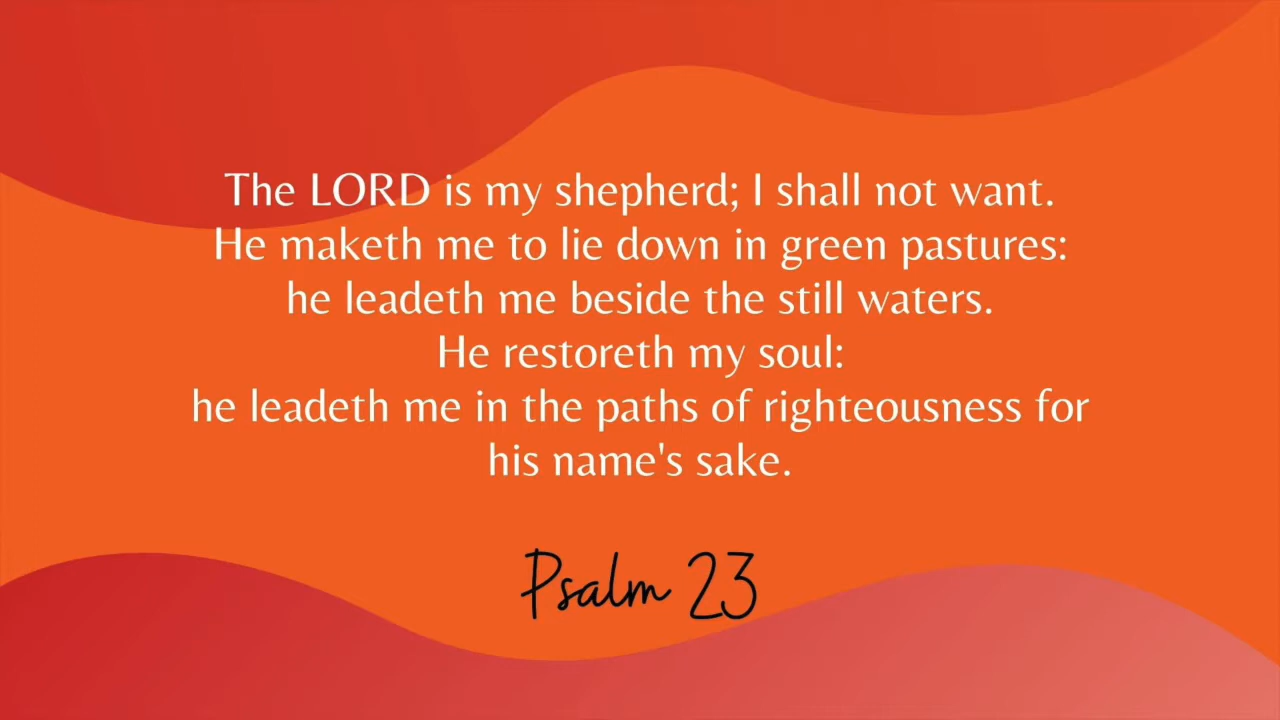 The LORD is my shepherd; I shall not want.
He maketh me to lie down in green pastures:
he leadeth me beside the still waters.
He restoreth my soul:
he leadeth me in the paths of righteousness for
his name's sake.
Psalm 23